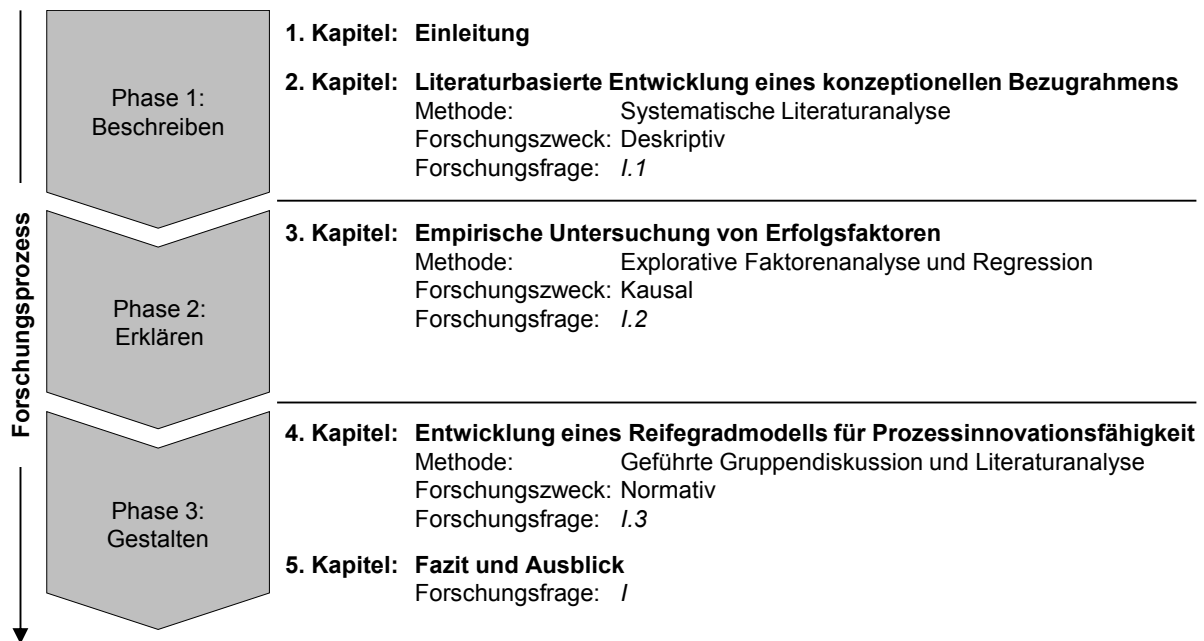 Forschungsprozess
Phase 1:
Beschreiben
1. Kapitel: Einleitung
2. Kapitel: Literaturbasierte Entwicklung eines konzeptionellen Bezugrahmens
Methode: Systematische Literaturanalyse
Forschungszweck: Deskriptiv
Forschungsfrage: I.1
Phase 2:
Erklären
3. Kapitel: Empirische Untersuchung von Erfolgsfaktoren
Methode: Explorative Faktorenanalyse und Regression
Forschungszweck: Kausal
Forschungsfrage: I.2
Phase 3:
Gestalten
4. Kapitel: Entwicklung eines Reifegradmodells für Prozessinnovationsfähigkeit
Methode: Geführte Gruppendiskussion und Literaturanalyse
Forschungszweck: Normativ
Forschungsfrage: I.3
5. Kapitel: Fazit und Ausblick
Forschungsfrage: I